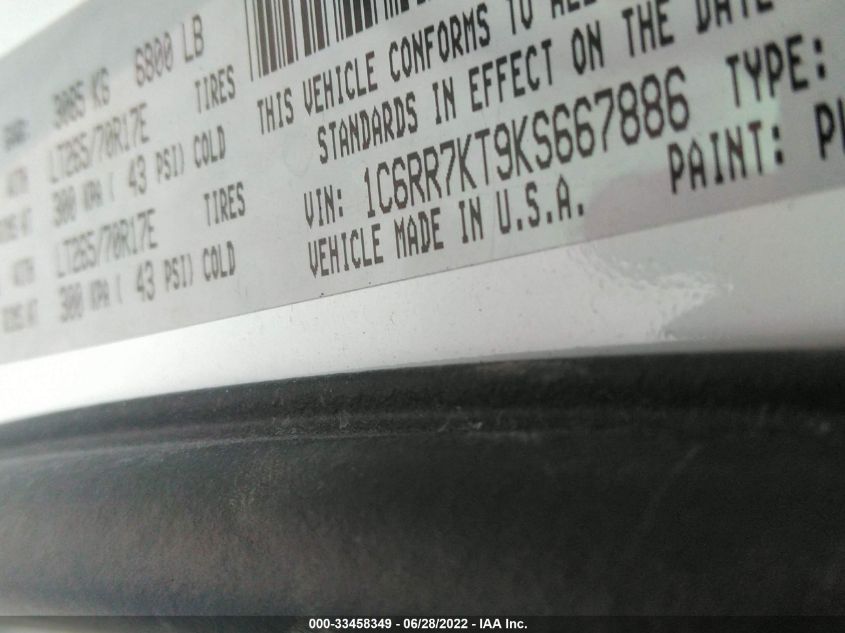 3085 KG 6800 LB
TIRES
LT265/70R17E
300 KPA ( 43 PSI) COLD
TIRES
LT265/70R17E
300 KPA ( 43 PSI) COLD
THIS VEHICLE CONFORMS TO
STANDARDS IN EFFECT ON THE DATE
VIN: 1C6RR7KT9KS667886 TYPE:
VEHICLE MADE IN U.S.A. PAINT:
000-33458349 / 06/28/2022 - IAA Inc.